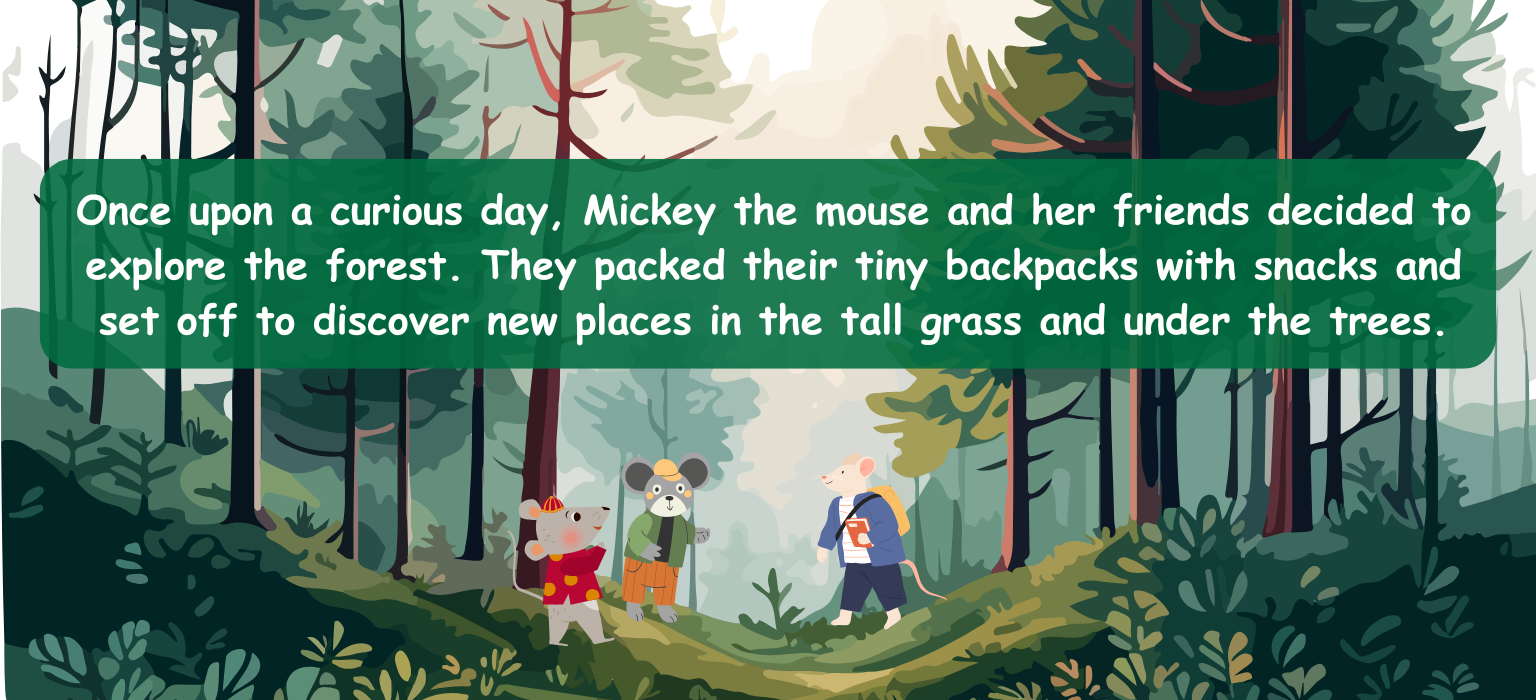 Once upon a curious day, Mickey the mouse and her friends decided to
explore the forest. They packed their tiny backpacks with snacks and
set off to discover new places in the tall grass and under the trees.